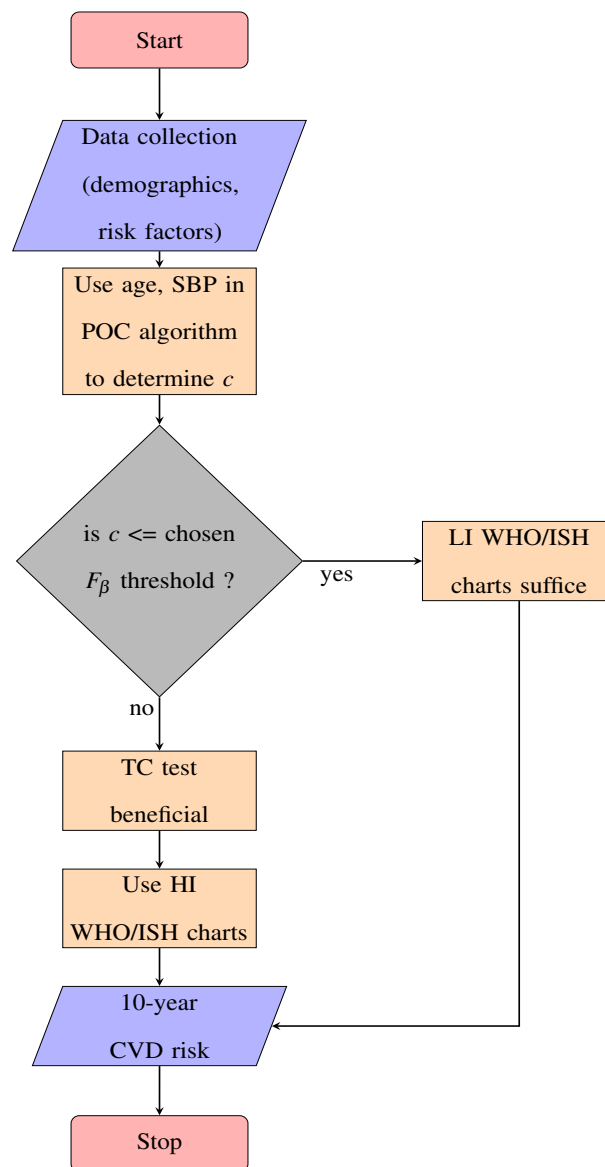 Start
Data collection
(demographics,
risk factors)
Use age, SBP in
POC algorithm
to determine c
is c <= chosen
F_β threshold ?
yes
LI WHO/ISH
charts suffice
no
TC test
beneficial
Use HI
WHO/ISH charts
10-year
CVD risk
Stop